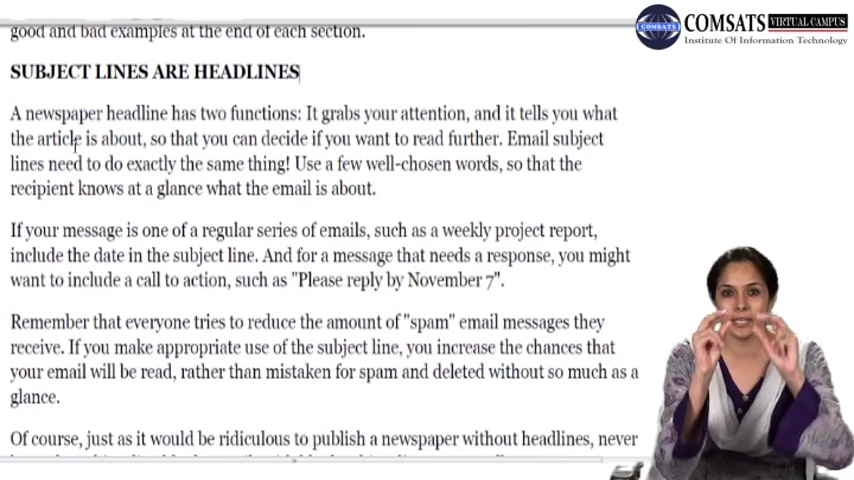 good and bad examples at the end of each section.
COMSATS VIRTUAL CAMPUS
Institute Of Information Technology
COMSATS
SUBJECT LINES ARE HEADLINES
A newspaper headline has two functions: It grabs your attention, and it tells you what
the article is about, so that you can decide if you want to read further. Email subject
lines need to do exactly the same thing! Use a few well-chosen words, so that the
recipient knows at a glance what the email is about.
If your message is one of a regular series of emails, such as a weekly project report,
include the date in the subject line. And for a message that needs a response, you might
want to include a call to action, such as "Please reply by November 7".
Remember that everyone tries to reduce the amount of "spam" email messages they
receive. If you make appropriate use of the subject line, you increase the chances that
your email will be read, rather than mistaken for spam and deleted without so much as a
glance.
Of course, just as it would be ridiculous to publish a newspaper without headlines, never